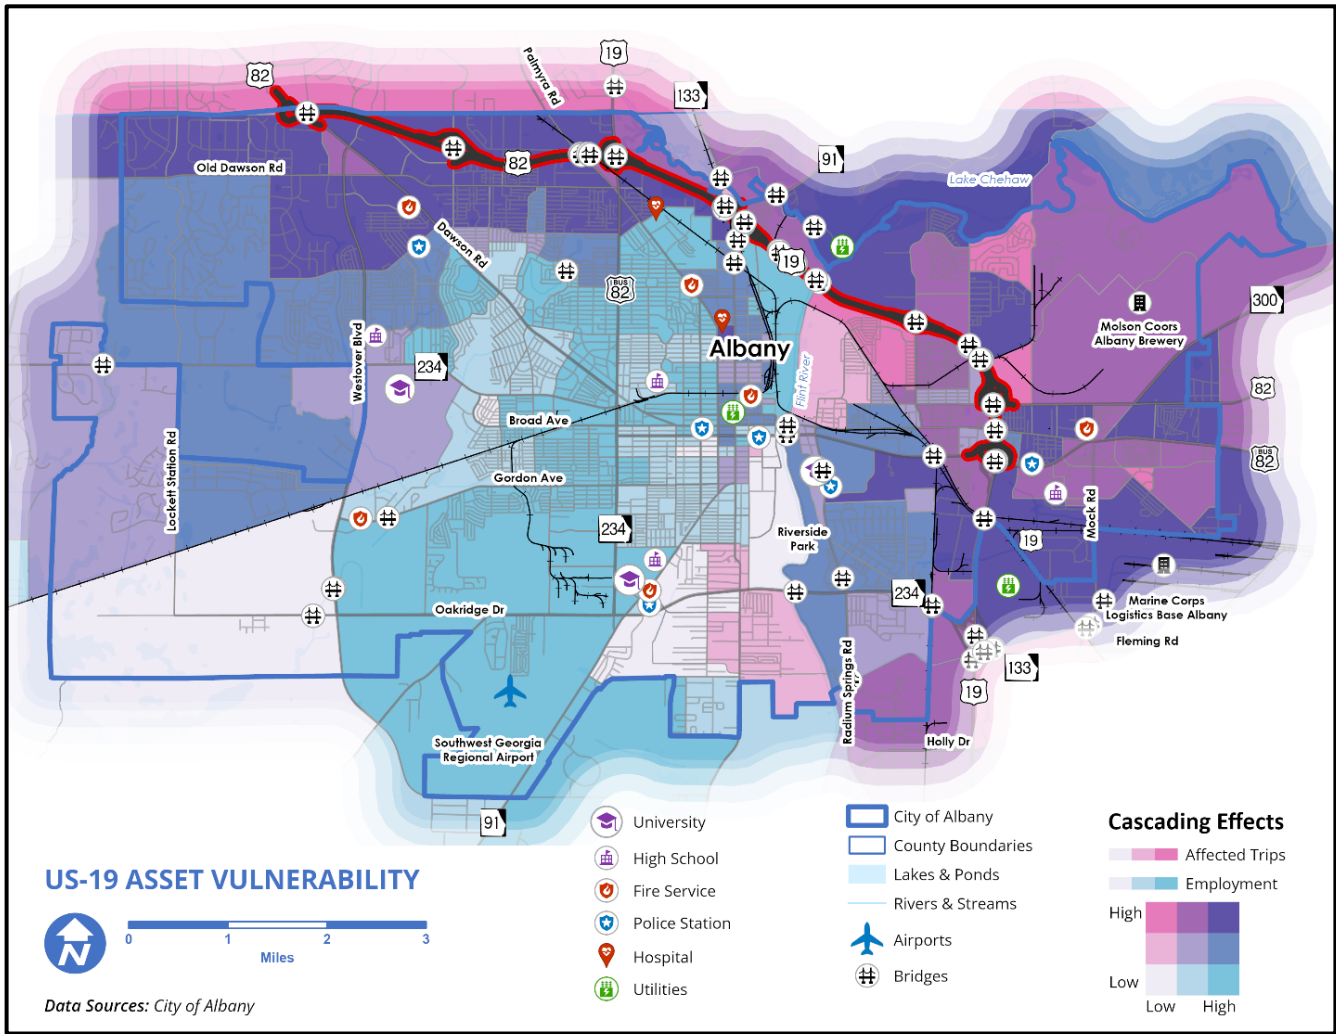 19
82
Palmyra Rd
133
91
82
Old Dawson Rd
Lake Chehaw
Dawson Rd
19
BUS
82
300
Molson Coors
Albany Brewery
Westover Blvd
234
Albany
Flint River
82
Broad Ave
BUS
82
Lockett Station Rd
Gordon Ave
Mock Rd
234
Riverside
Park
19
234
Oakridge Dr
Marine Corps
Logistics Base Albany
Fleming Rd
133
Radium Springs Rd
19
Southwest Georgia
Regional Airport
Holly Dr
91
US-19 ASSET VULNERABILITY
N
0 1 2 3
Miles
Data Sources: City of Albany
University
High School
Fire Service
Police Station
Hospital
Utilities
City of Albany
County Boundaries
Lakes & Ponds
Rivers & Streams
Airports
Bridges
Cascading Effects
Affected Trips
Employment
High
Low
Low High